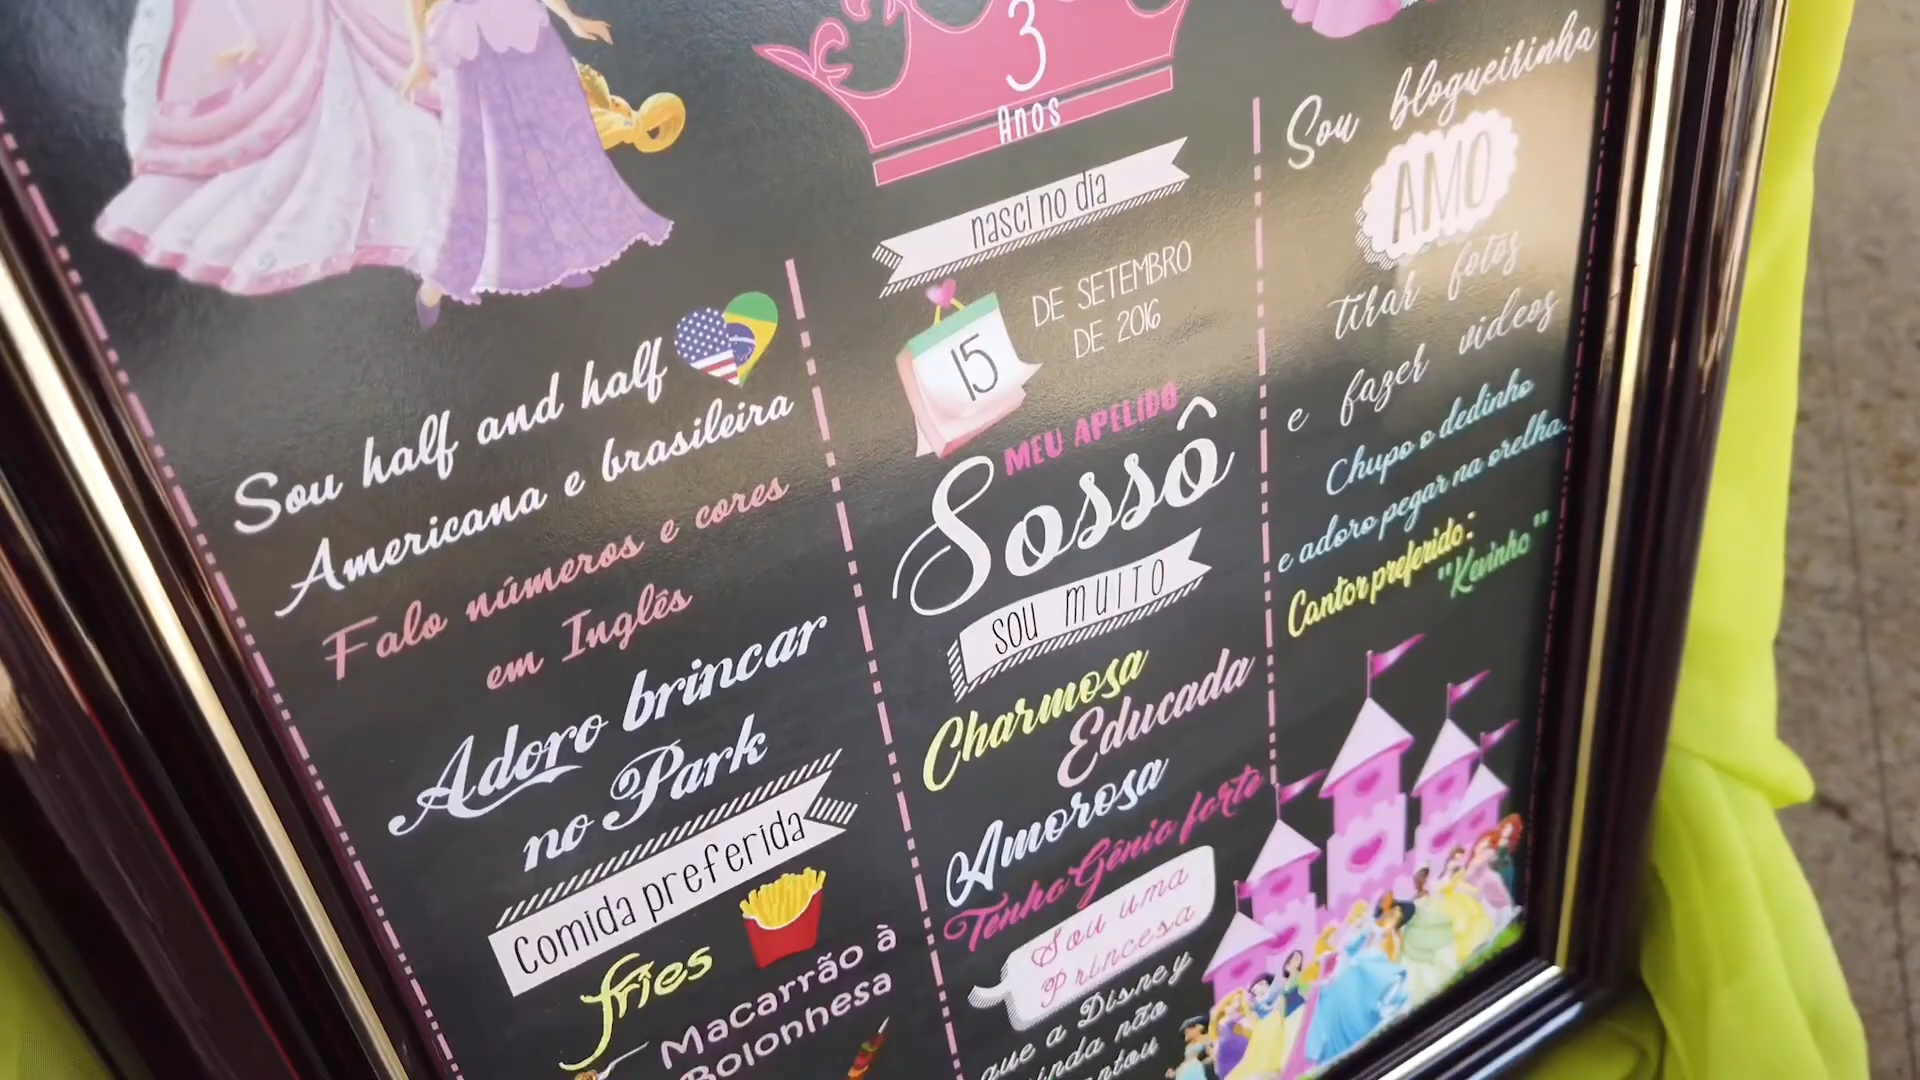 3
Anos
nasci no dia
15
DE SETEMBRO
DE 2016
MEU APELIDO
Sossô
SOU MUITO
Charmosa
Educada
Amorosa
Tenho Gênio forte
Sou uma
Princesa
que a Disney
ainda não
Sou half and half
Americana e brasileira
Falo números e cores
em Inglês
Adoro brincar
no Park
Comida preferida
fries
Macarrão à
Bolonhesa
Sou blogueirinha
AMO
tirar fotos
e fazer videos
Chupo o dedinho
e adoro pegar na orelha.
Cantor preferido:
"Kevinho"